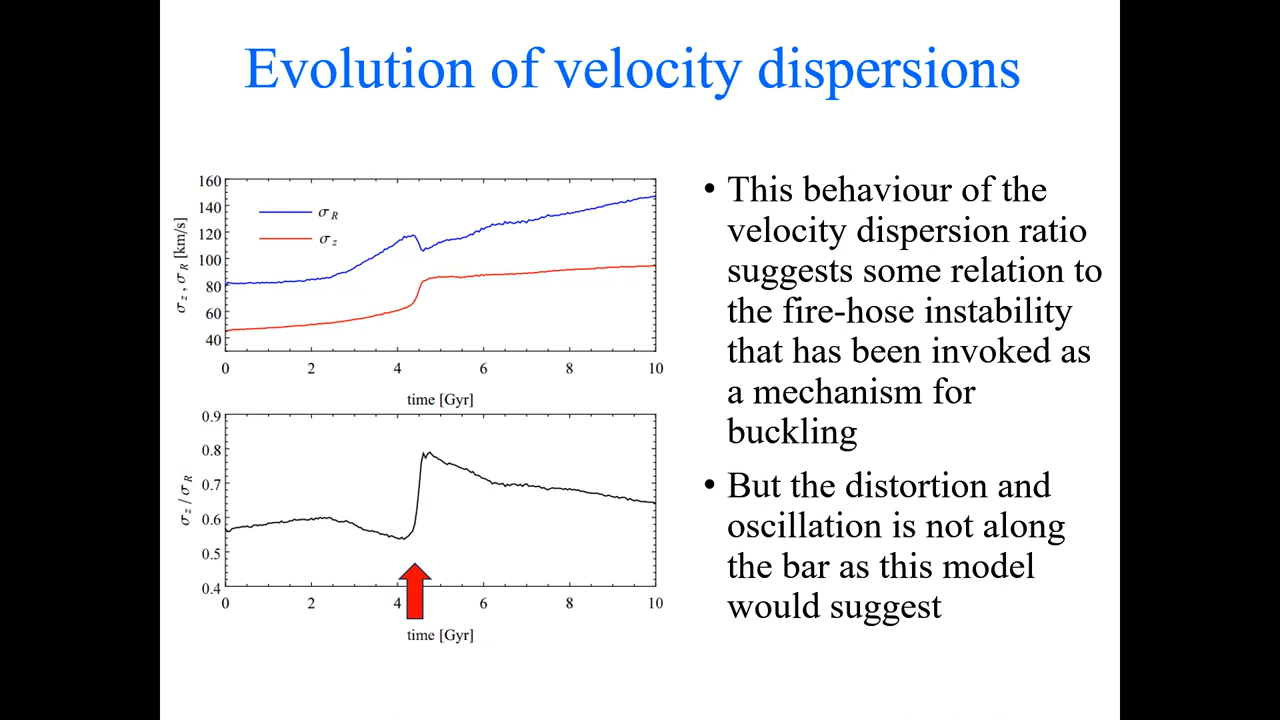 Evolution of velocity dispersions
160
140
120
100
80
60
40
σz , σR [km/s]
σR
σz
0 2 4 6 8 10
time [Gyr]
0.9
0.8
0.7
0.6
0.5
0.4
σz / σR
0 2 4 6 8 10
time [Gyr]
• This behaviour of the
velocity dispersion ratio
suggests some relation to
the fire-hose instability
that has been invoked as
a mechanism for
buckling
• But the distortion and
oscillation is not along
the bar as this model
would suggest